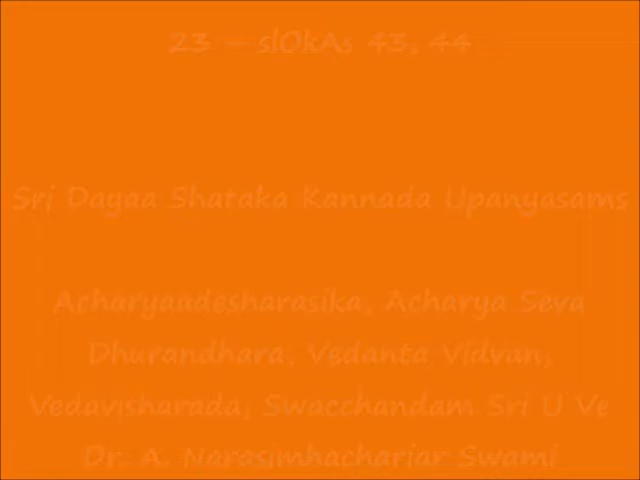 23 – slOkAs 43, 44
Sri Dayaa Shataka Kannada Upanyasams
Acharyaadesharasika, Acharya Seva
Dhurandhara, Vedanta Vidvan,
Vedavisharada, Swacchandam Sri U Ve
Dr. A. Narasimhachariar Swami